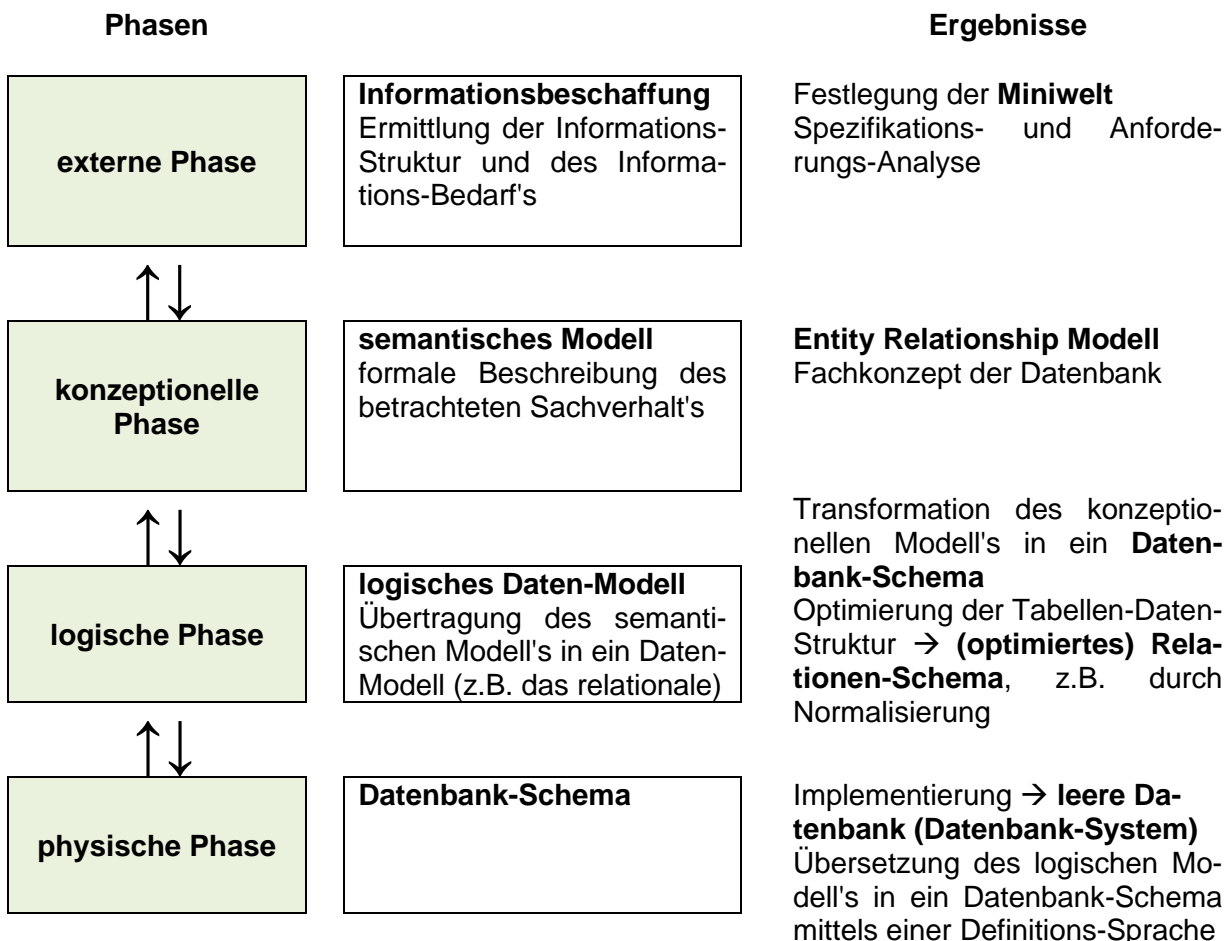 Phasen
Ergebnisse
externe Phase
Informationsbeschaffung
Ermittlung der Informations-
Struktur und des Informa-
tions-Bedarf's
Festlegung der Miniwelt
Spezifikations- und Anforde-
rungs-Analyse
↑↓
konzeptionelle
Phase
semantisches Modell
formale Beschreibung des
betrachteten Sachverhalt's
Entity Relationship Modell
Fachkonzept der Datenbank
↑↓
logische Phase
logisches Daten-Modell
Übertragung des semanti-
schen Modell's in ein Daten-
Modell (z.B. das relationale)
Transformation des konzeptio-
nellen Modell's in ein Daten-
bank-Schema
Optimierung der Tabellen-Daten-
Struktur → (optimiertes) Rela-
tionen-Schema, z.B. durch
Normalisierung
↑↓
physische Phase
Datenbank-Schema
Implementierung → leere Da-
tenbank (Datenbank-System)
Übersetzung des logischen Mo-
dell's in ein Datenbank-Schema
mittels einer Definitions-Sprache